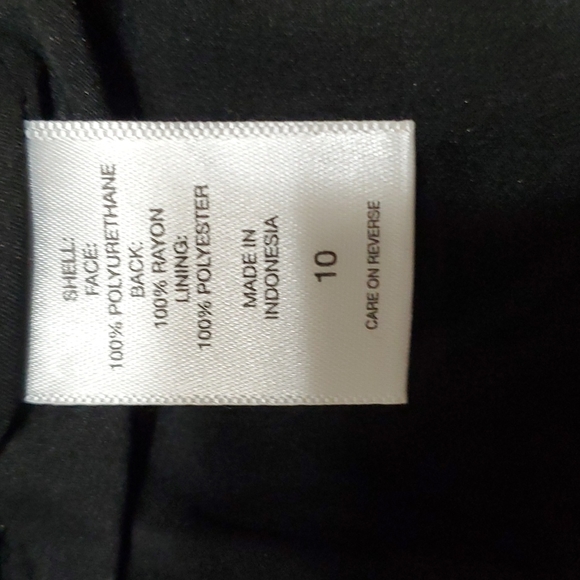 SHELL:
FACE:
100% POLYURETHANE
BACK:
100% RAYON
LINING:
100% POLYESTER
MADE IN
INDONESIA
10
CARE ON REVERSE